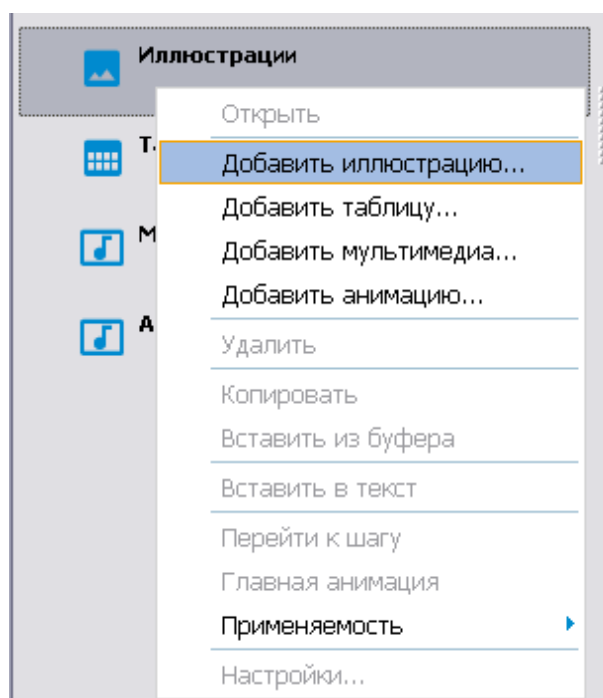 Иллюстрации
Открыть
Т.
Добавить иллюстрацию...
Добавить таблицу...
М
Добавить мультимедиа...
Добавить анимацию...
А
Удалить
Копировать
Вставить из буфера
Вставить в текст
Перейти к шагу
Главная анимация
Применяемость
Настройки...